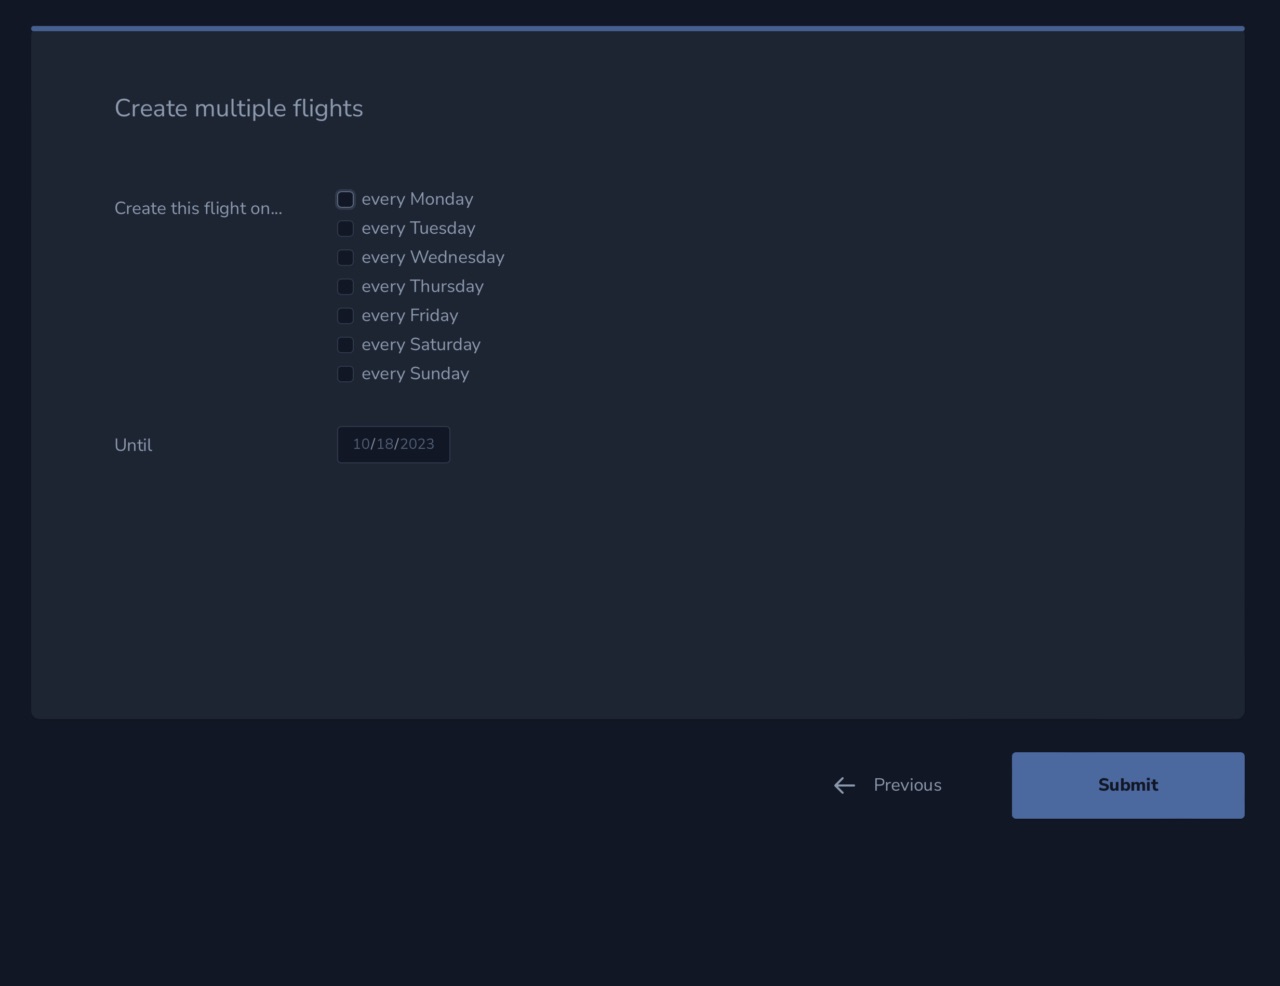 Create multiple flights
Create this flight on...
every Monday
every Tuesday
every Wednesday
every Thursday
every Friday
every Saturday
every Sunday
Until
10/18/2023
Previous
Submit